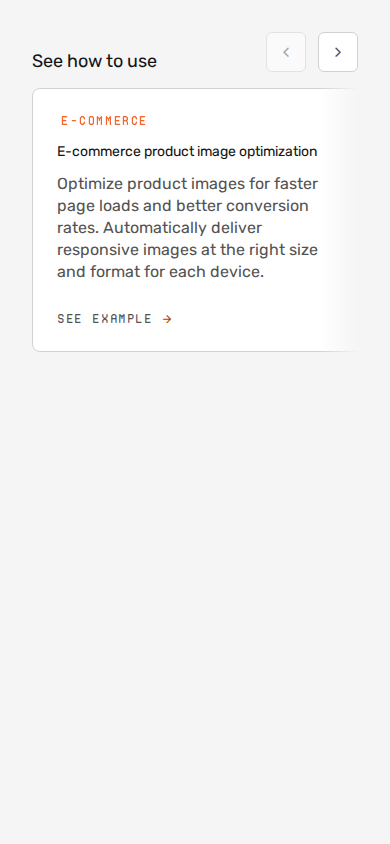 See how to use
E-COMMERCE
E-commerce product image optimization
Optimize product images for faster
page loads and better conversion
rates. Automatically deliver
responsive images at the right size
and format for each device.
SEE EXAMPLE →